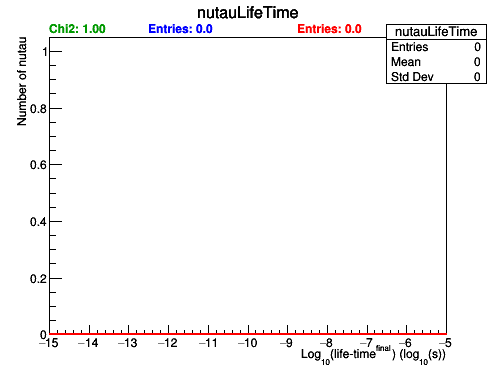 nutauLifeTime
Chi2: 1.00 Entries: 0.0 Entries: 0.0
nutauLifeTime
Entries 0
Mean 0
Std Dev 0
Number of nutau
1
0.8
0.6
0.4
0.2
0
−15 −14 −13 −12 −11 −10 −9 −8 −7 −6 −5
Log10(life-time^final) (log10(s))